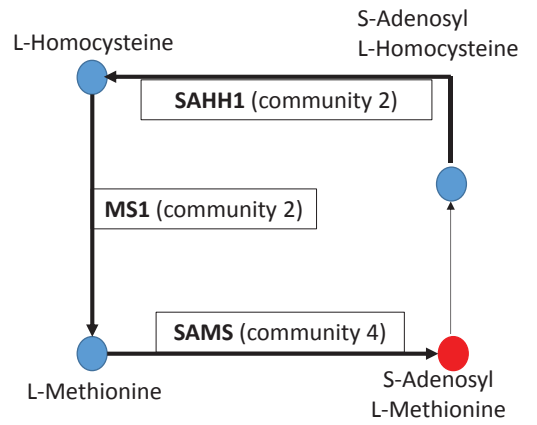 L-Homocysteine
S-Adenosyl
L-Homocysteine
SAHH1 (community 2)
MS1 (community 2)
SAMS (community 4)
L-Methionine
S-Adenosyl
L-Methionine